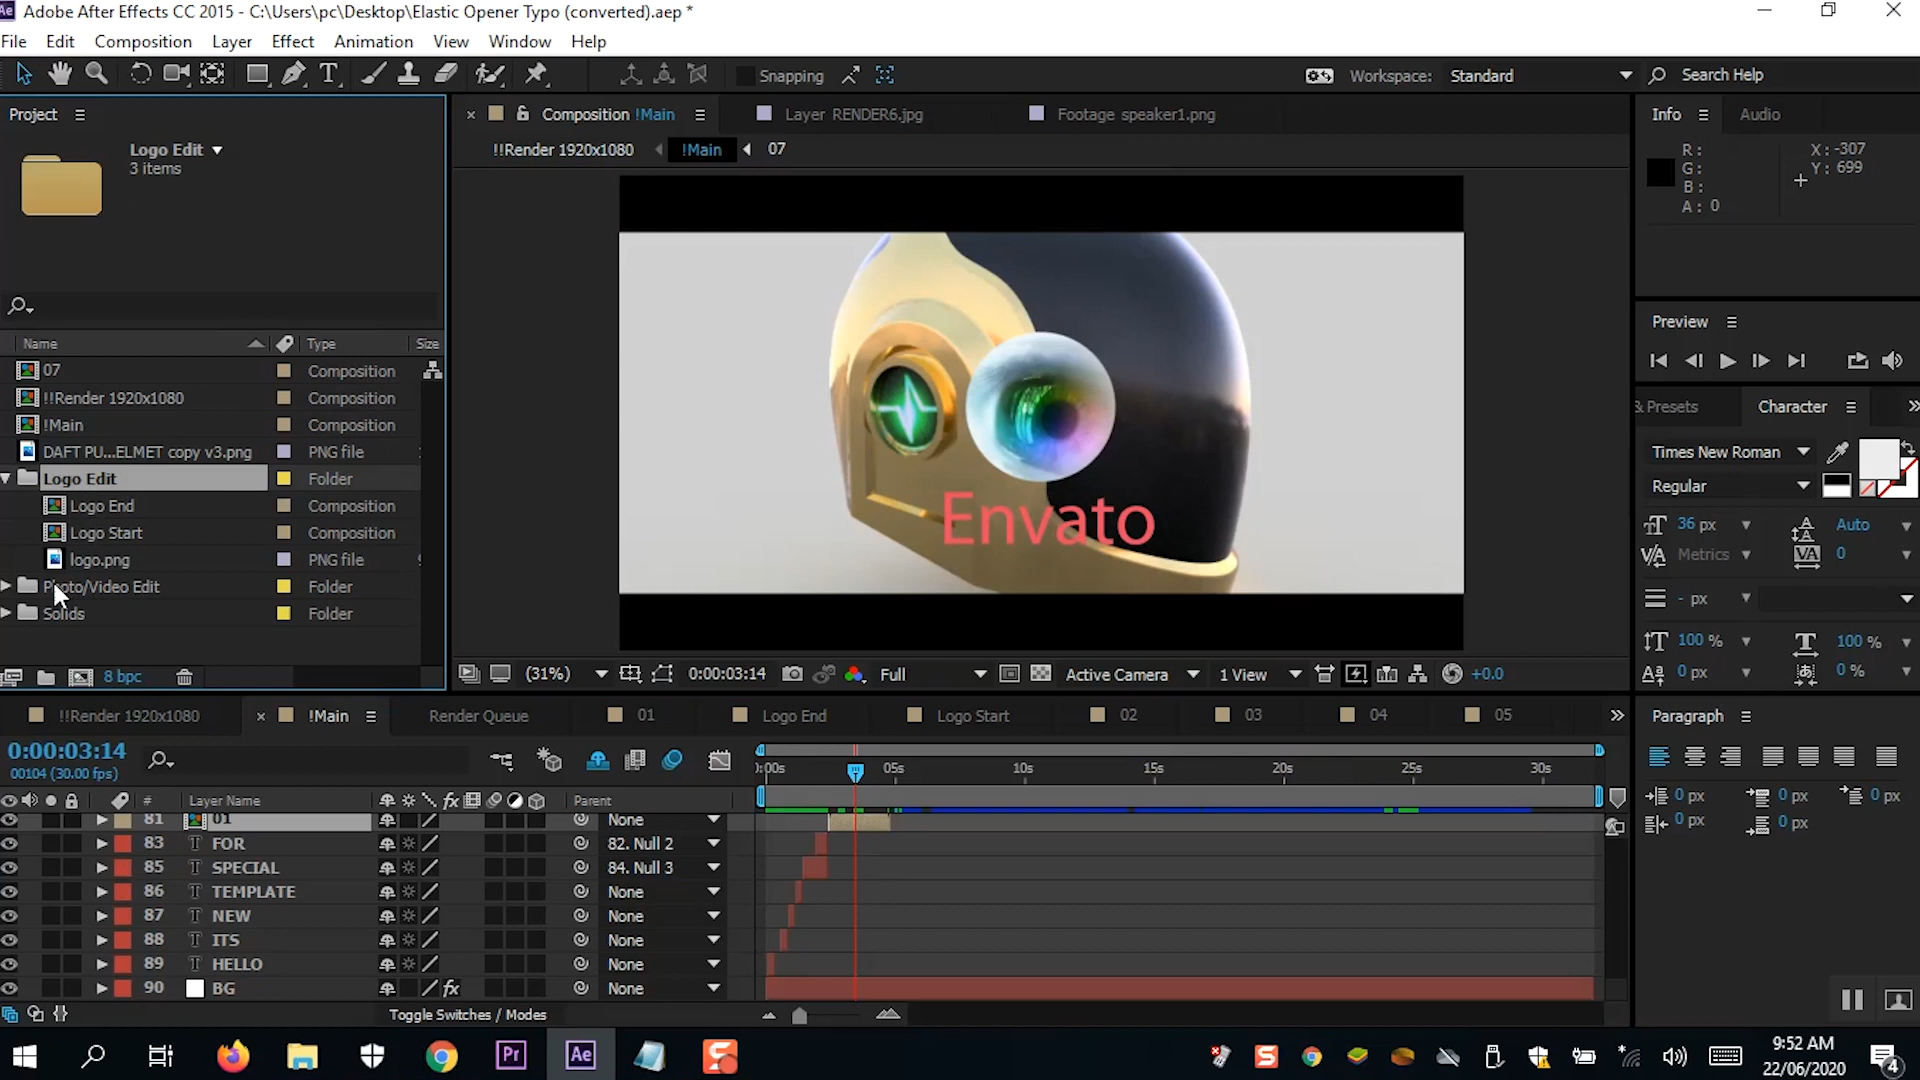 Adobe After Effects CC 2015 - C:\Users\pc\Desktop\Elastic Opener Typo (converted).aep *
File Edit Composition Layer Effect Animation View Window Help
Snapping
Workspace: Standard
Search Help
Project
Logo Edit
3 items
Name Type Size
07 Composition
!!Render 1920x1080 Composition
!Main Composition
DAFT PU...ELMET copy v3.png PNG file
Logo Edit Folder
Logo End Composition
Logo Start Composition
logo.png PNG file
Photo/Video Edit Folder
Solids Folder
8 bpc
Composition !Main
Layer RENDER6.jpg
Footage speaker1.png
!!Render 1920x1080 !Main 07
Envato
(31%) 0:00:03:14 Full Active Camera 1 View +0.0
Info Audio
R:
G:
B:
A: 0
X: -307
Y: 699
Preview
& Presets Character
Times New Roman
Regular
36 px Auto
Metrics 0
- px
100 % 100 %
0 px 0 %
Paragraph
0 px 0 px 0 px
0 px 0 px
!!Render 1920x1080 !Main Render Queue 01 Logo End Logo Start 02 03 04 05
0:00:03:14
00104 (30.00 fps)
:00s 05s 10s 15s 20s 25s 30s
# Layer Name fx Parent
81 01 None
83 T FOR 82. Null 2
85 T SPECIAL 84. Null 3
86 T TEMPLATE None
87 T NEW None
88 T ITS None
89 T HELLO None
90 BG fx None
Toggle Switches / Modes
Pr
Ae
9:52 AM
22/06/2020
4